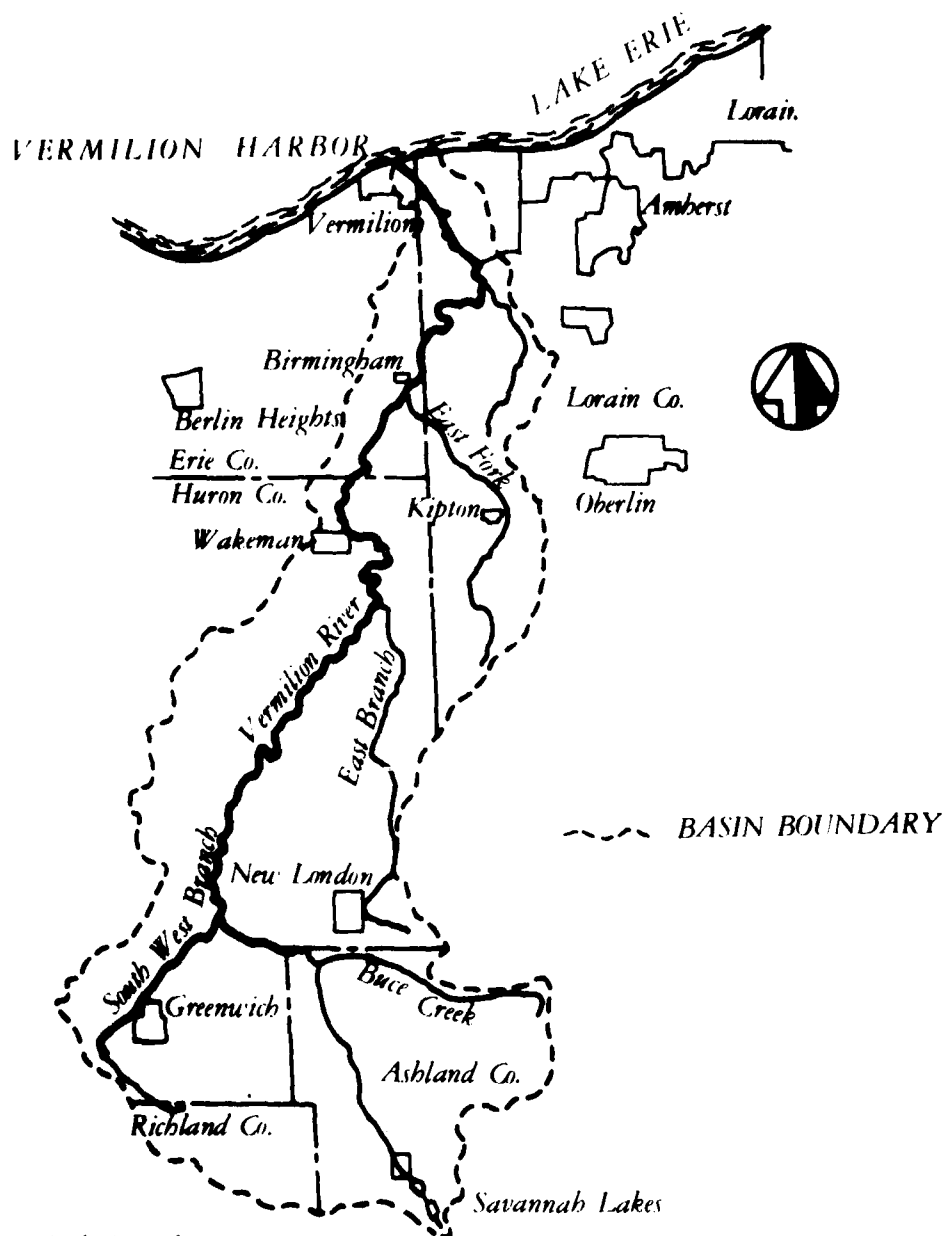 LAKE ERIE
Lorain.
VERMILION HARBOR
Amherst
Vermilion
Birmingham
Berlin Heights
Lorain Co.
East Fork
Erie Co.
Huron Co.
Oberlin
Kipton
Wakeman
Vermilion River
East Branch
BASIN BOUNDARY
New London
South West Branch
Buce Creek
Greenwich
Ashland Co.
Richland Co.
Savannah Lakes